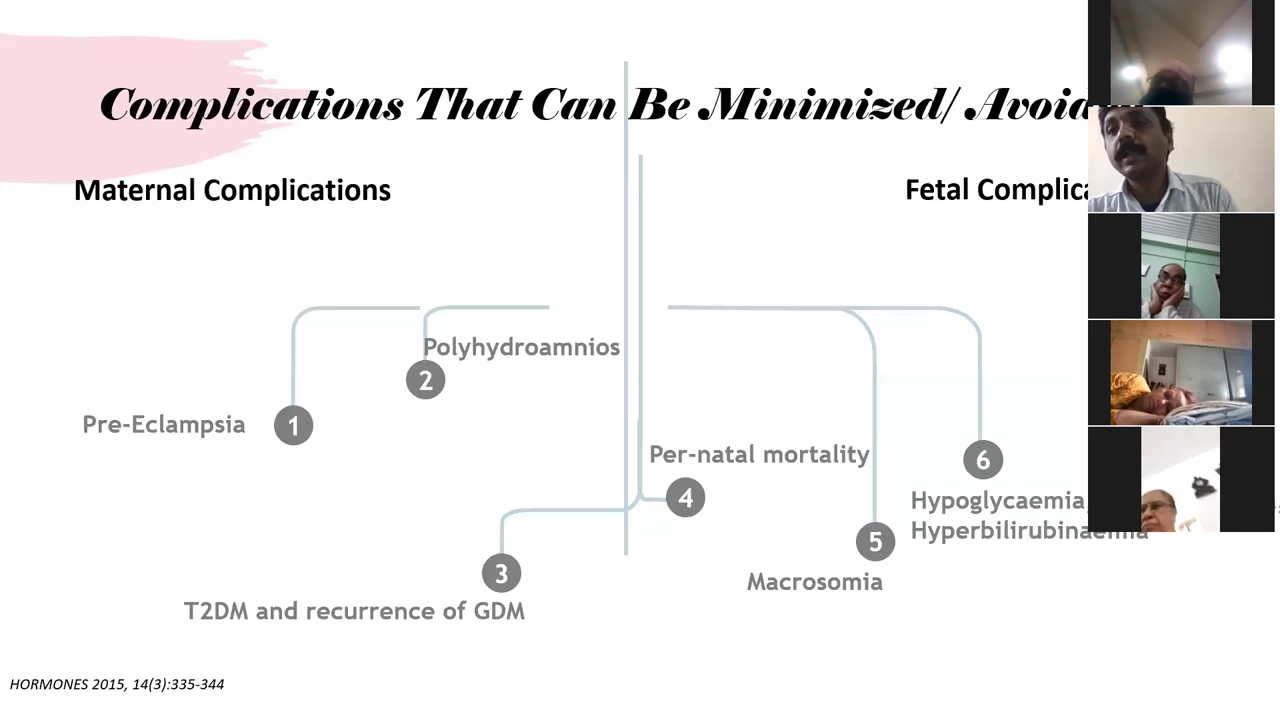 Complications That Can Be Minimized/
Maternal Complications
Fetal
Polyhydroamnios
2
Pre-Eclampsia
1
Per-natal mortality
4
6
Hypoglycaemia,
Hyperbilirubinaemia
5
Macrosomia
3
T2DM and recurrence of GDM
HORMONES 2015, 14(3):335-344